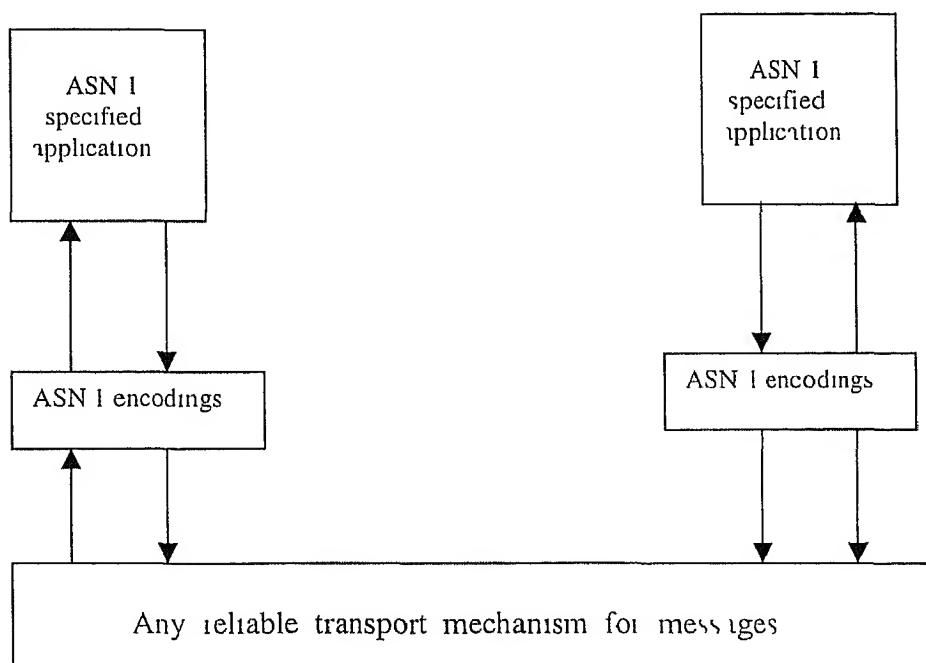 ASN 1
specified
application
ASN 1
specified
application
ASN 1 encodings
ASN 1 encodings
Any reliable transport mechanism for messages